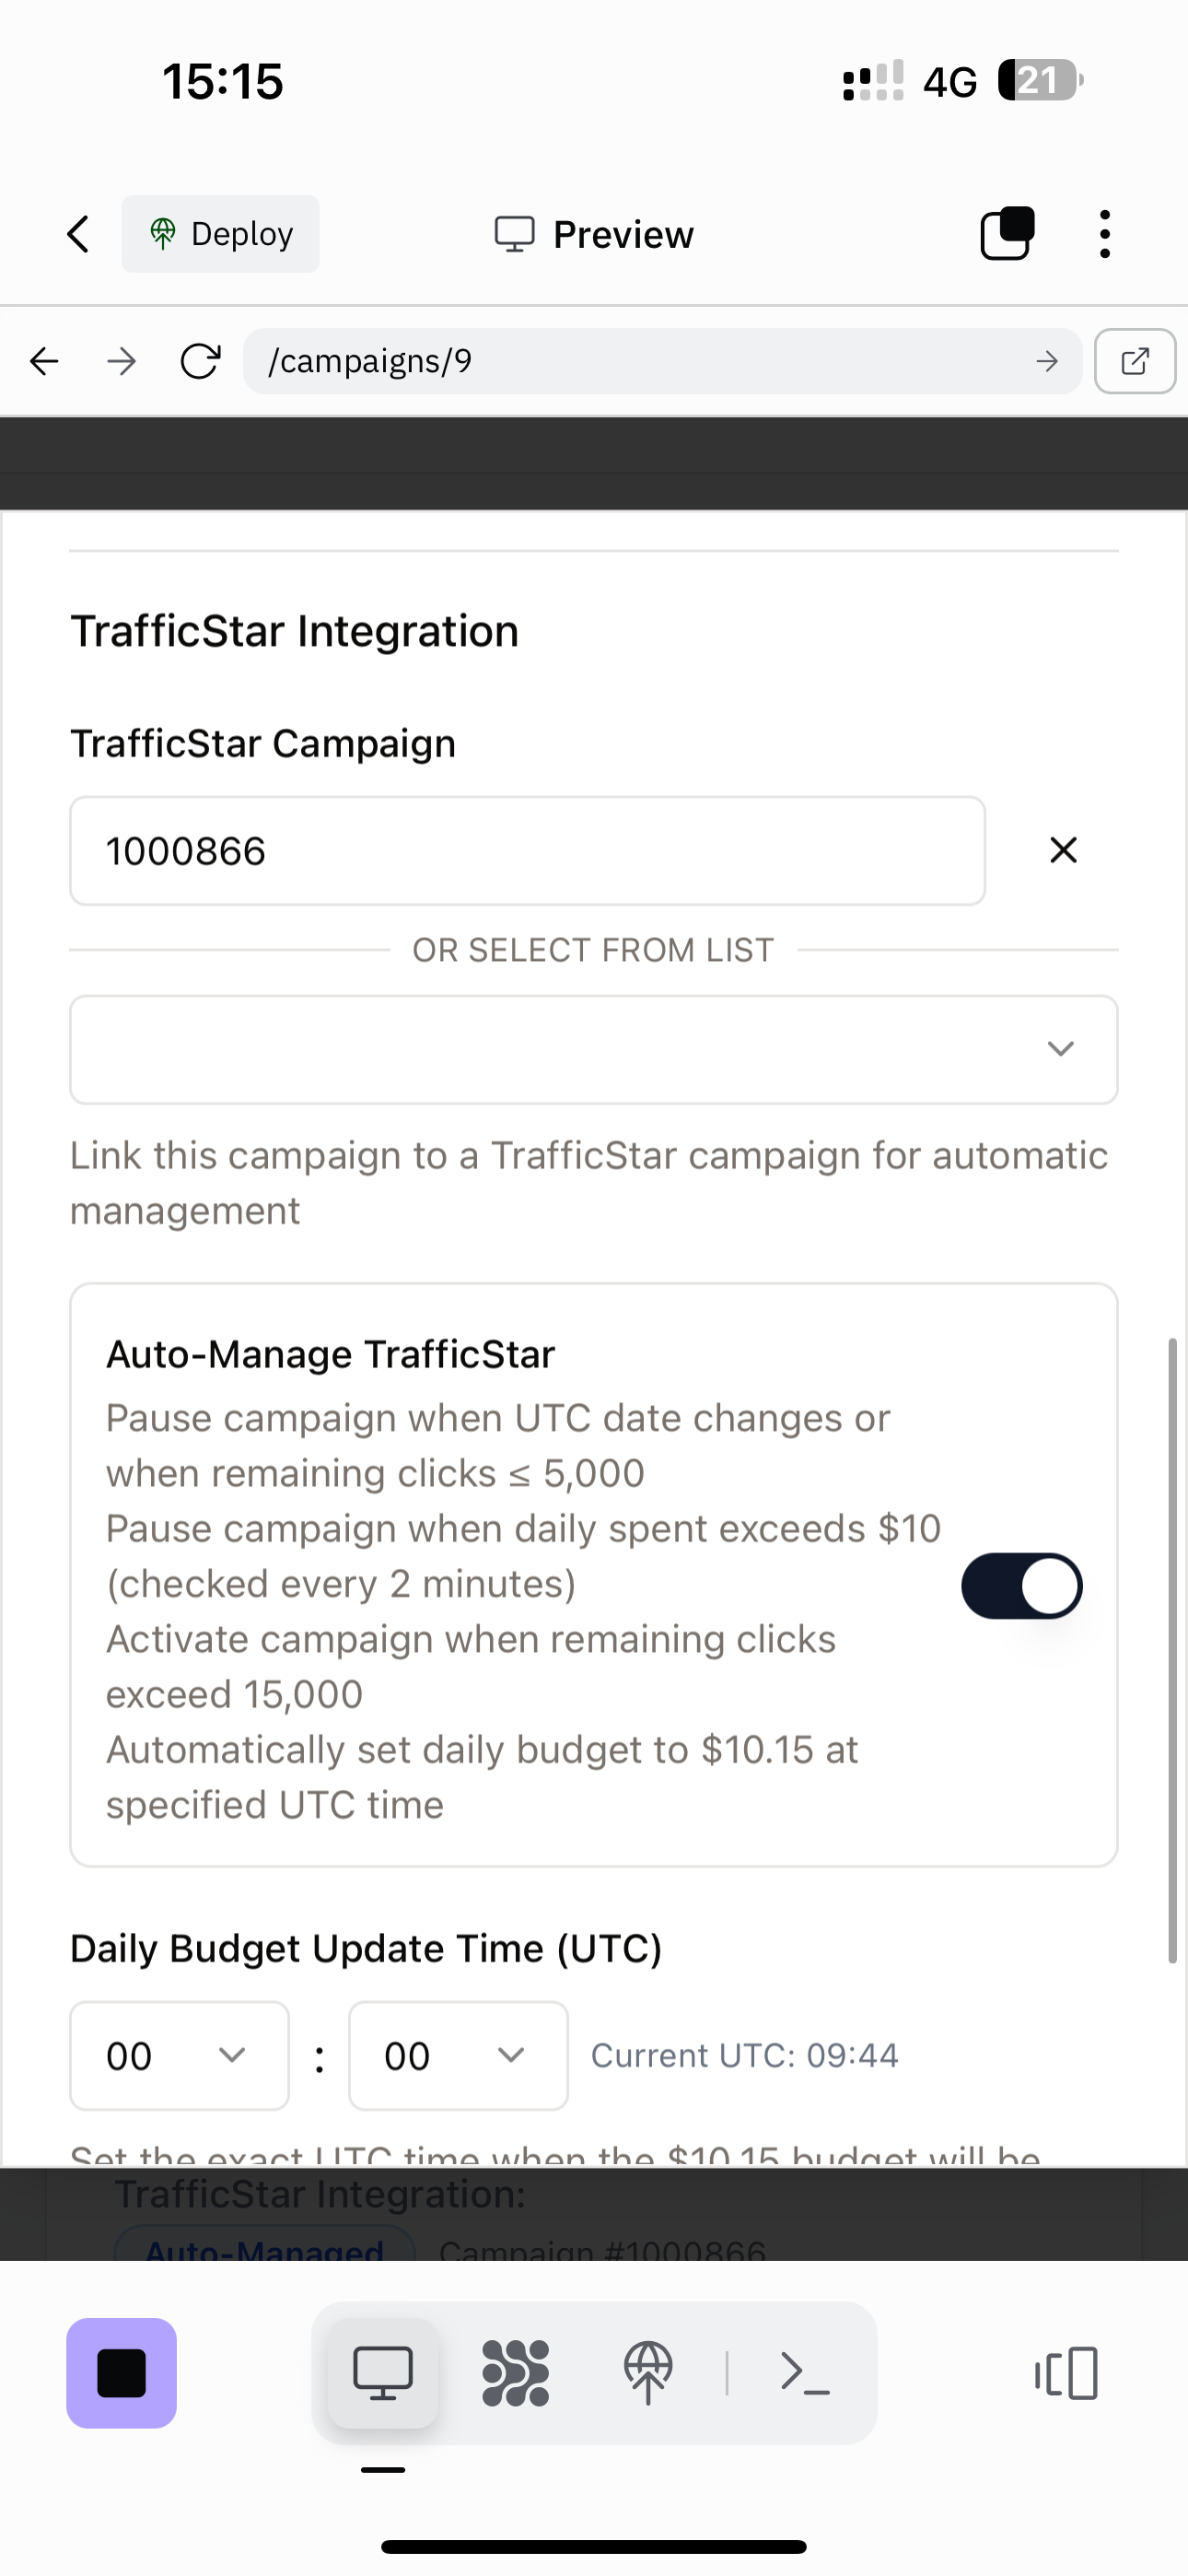 15:15
4G 21
Deploy
Preview
/campaigns/9
TrafficStar Integration
TrafficStar Campaign
1000866
OR SELECT FROM LIST
Link this campaign to a TrafficStar campaign for automatic
management
Auto-Manage TrafficStar
Pause campaign when UTC date changes or
when remaining clicks ≤ 5,000
Pause campaign when daily spent exceeds $10
(checked every 2 minutes)
Activate campaign when remaining clicks
exceed 15,000
Automatically set daily budget to $10.15 at
specified UTC time
Daily Budget Update Time (UTC)
00 : 00 Current UTC: 09:44
Set the exact UTC time when the $10.15 budget will be
TrafficStar Integration:
Auto-Managed Campaign #1000866